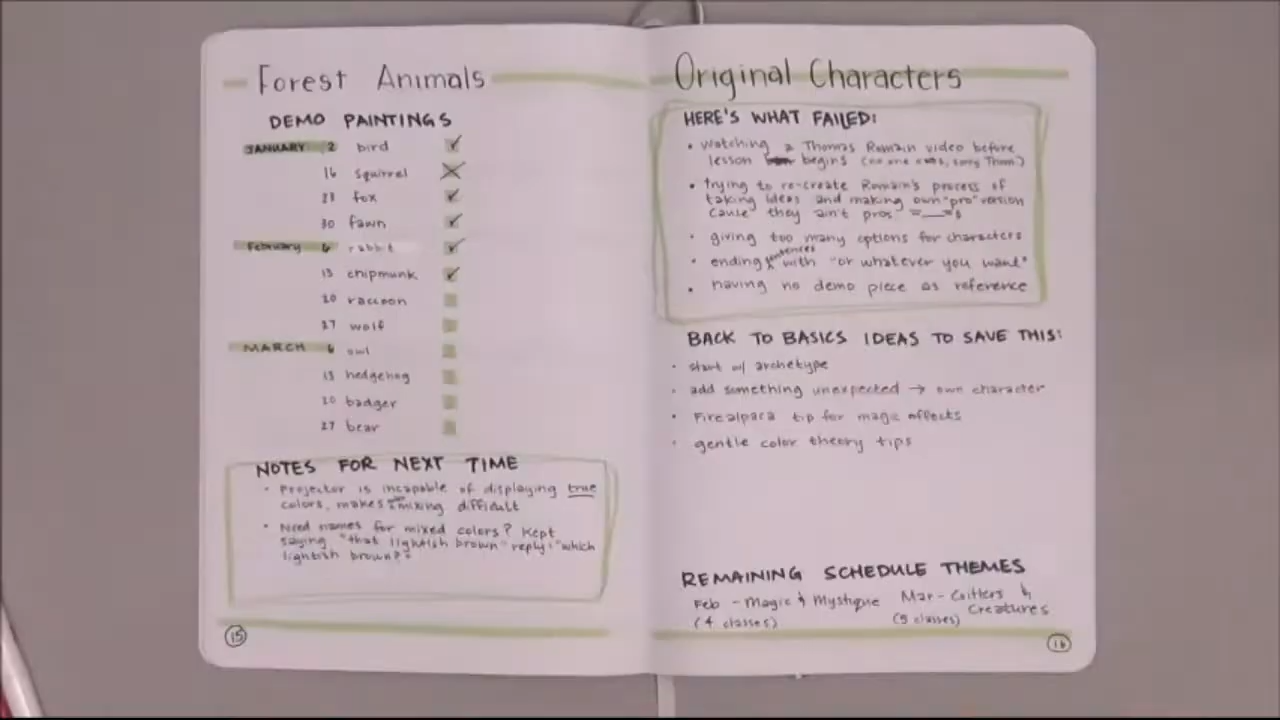 Forest Animals
DEMO PAINTINGS
JANUARY 2 bird
16 squirrel
23 fox
30 fawn
February 6 rabbit
13 chipmunk
20 raccoon
27 wolf
MARCH 6 owl
13 hedgehog
20 badger
27 bear
NOTES FOR NEXT TIME
• Projector is incapable of displaying true
colors, makes mixing difficult
• Need names for mixed colors? Kept
saying "that lightish brown" reply: "which
lightish brown?"
15
Original Characters
HERE'S WHAT FAILED:
• Watching a Thomas Romain video before
lesson begins (no one cares, sorry Thom)
• trying to re-create Romain's process of
taking ideas and making own "pro" version
cause they ain't pros
• giving too many options for characters
• ending sentences with "or whatever you want"
• having no demo piece as reference
BACK TO BASICS IDEAS TO SAVE THIS:
• start w/ archetype
• add something unexpected → own character
• Firealpaca tip for magic effects
• gentle color theory tips
REMAINING SCHEDULE THEMES
Feb - Magic & Mystique Mar - Critters &
Creatures
(4 classes) (5 classes)
16